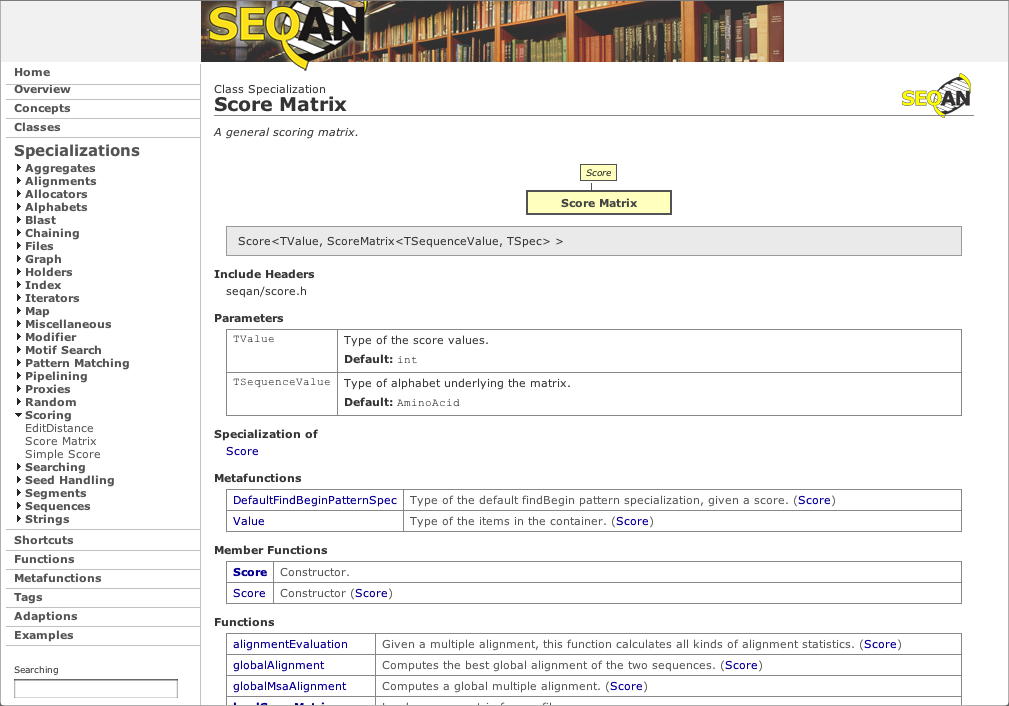 SEQAN
Home
Overview
Concepts
Classes
Specializations
Aggregates
Alignments
Allocators
Alphabets
Blast
Chaining
Files
Graph
Holders
Index
Iterators
Map
Miscellaneous
Modifier
Motif Search
Pattern Matching
Pipelining
Proxies
Random
Scoring
EditDistance
Score Matrix
Simple Score
Searching
Seed Handling
Segments
Sequences
Strings
Shortcuts
Functions
Metafunctions
Tags
Adaptions
Examples
Searching
Class Specialization
Score Matrix
SEQAN
A general scoring matrix.
Score
Score Matrix
Score<TValue, ScoreMatrix<TSequenceValue, TSpec> >
Include Headers
seqan/score.h
Parameters
TValue Type of the score values.
Default: int
TSequenceValue Type of alphabet underlying the matrix.
Default: AminoAcid
Specialization of
Score
Metafunctions
DefaultFindBeginPatternSpec Type of the default findBegin pattern specialization, given a score. (Score)
Value Type of the items in the container. (Score)
Member Functions
Score Constructor.
Score Constructor (Score)
Functions
alignmentEvaluation Given a multiple alignment, this function calculates all kinds of alignment statistics. (Score)
globalAlignment Computes the best global alignment of the two sequences. (Score)
globalMsaAlignment Computes a global multiple alignment. (Score)